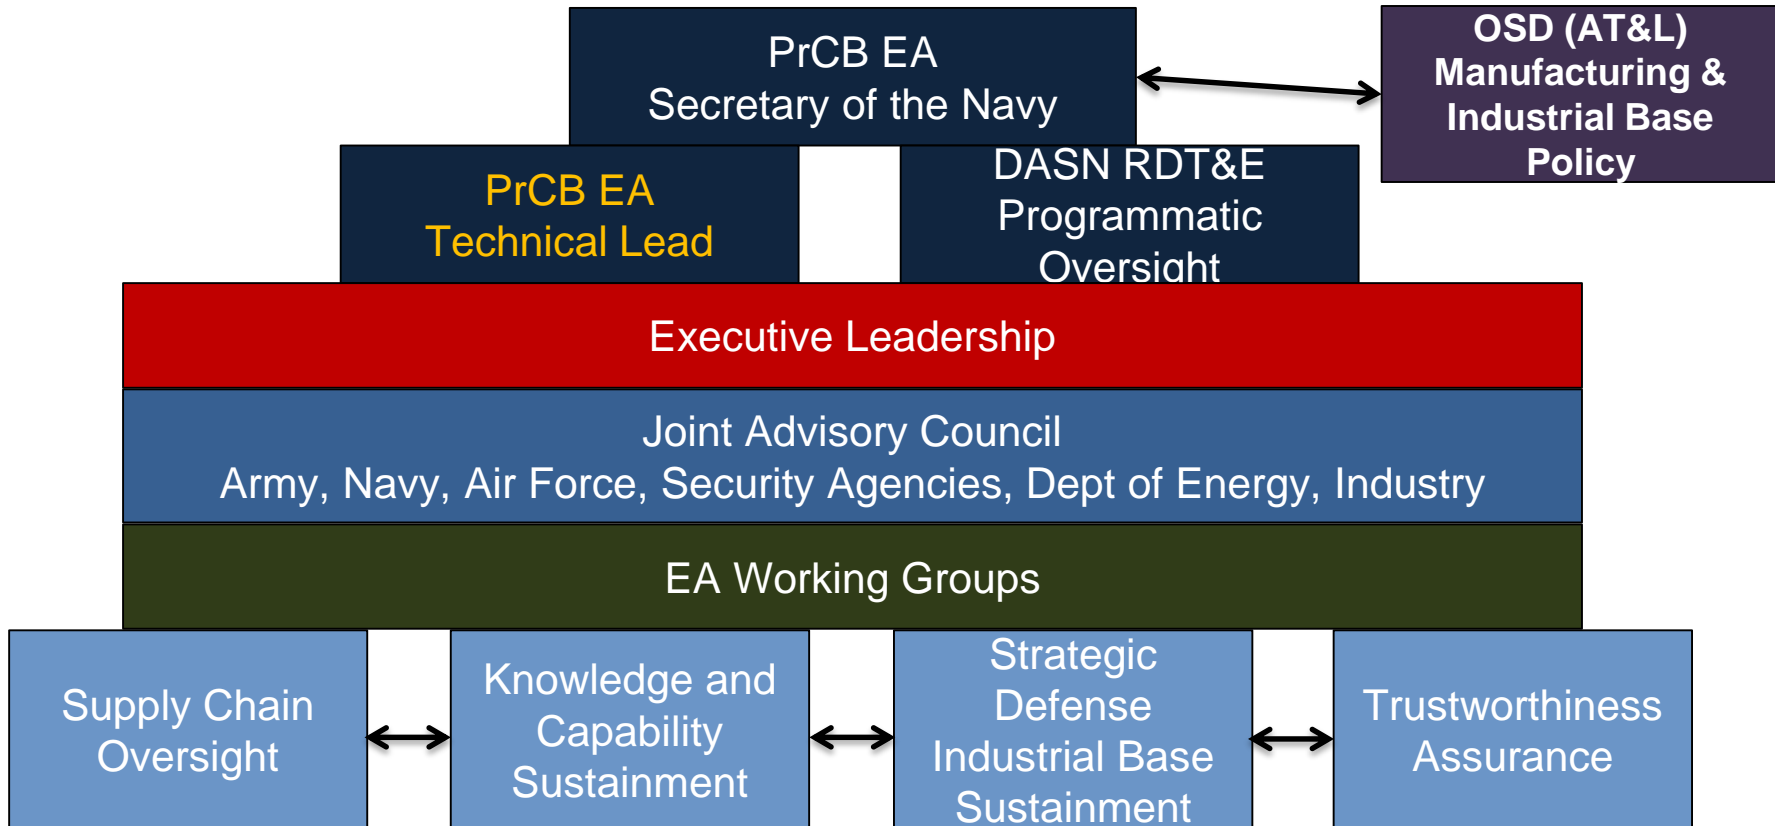 PrCB EA
Secretary of the Navy
OSD (AT&L)
Manufacturing &
Industrial Base
Policy
PrCB EA
Technical Lead
DASN RDT&E
Programmatic
Oversight
Executive Leadership
Joint Advisory Council
Army, Navy, Air Force, Security Agencies, Dept of Energy, Industry
EA Working Groups
Supply Chain
Oversight
Knowledge and
Capability
Sustainment
Strategic
Defense
Industrial Base
Sustainment
Trustworthiness
Assurance